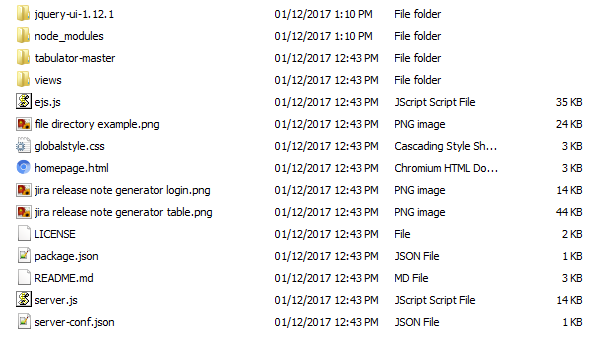 jquery-ui-1.12.1 01/12/2017 1:10 PM File folder
node_modules 01/12/2017 1:10 PM File folder
tabulator-master 01/12/2017 12:43 PM File folder
views 01/12/2017 12:43 PM File folder
ejs.js 01/12/2017 12:43 PM JScript Script File 35 KB
file directory example.png 01/12/2017 12:43 PM PNG image 24 KB
globalstyle.css 01/12/2017 12:43 PM Cascading Style Sh... 3 KB
homepage.html 01/12/2017 12:43 PM Chromium HTML Do... 3 KB
jira release note generator login.png 01/12/2017 12:43 PM PNG image 14 KB
jira release note generator table.png 01/12/2017 12:43 PM PNG image 44 KB
LICENSE 01/12/2017 12:43 PM File 2 KB
package.json 01/12/2017 12:43 PM JSON File 1 KB
README.md 01/12/2017 12:43 PM MD File 3 KB
server.js 01/12/2017 12:43 PM JScript Script File 14 KB
server-conf.json 01/12/2017 12:43 PM JSON File 1 KB